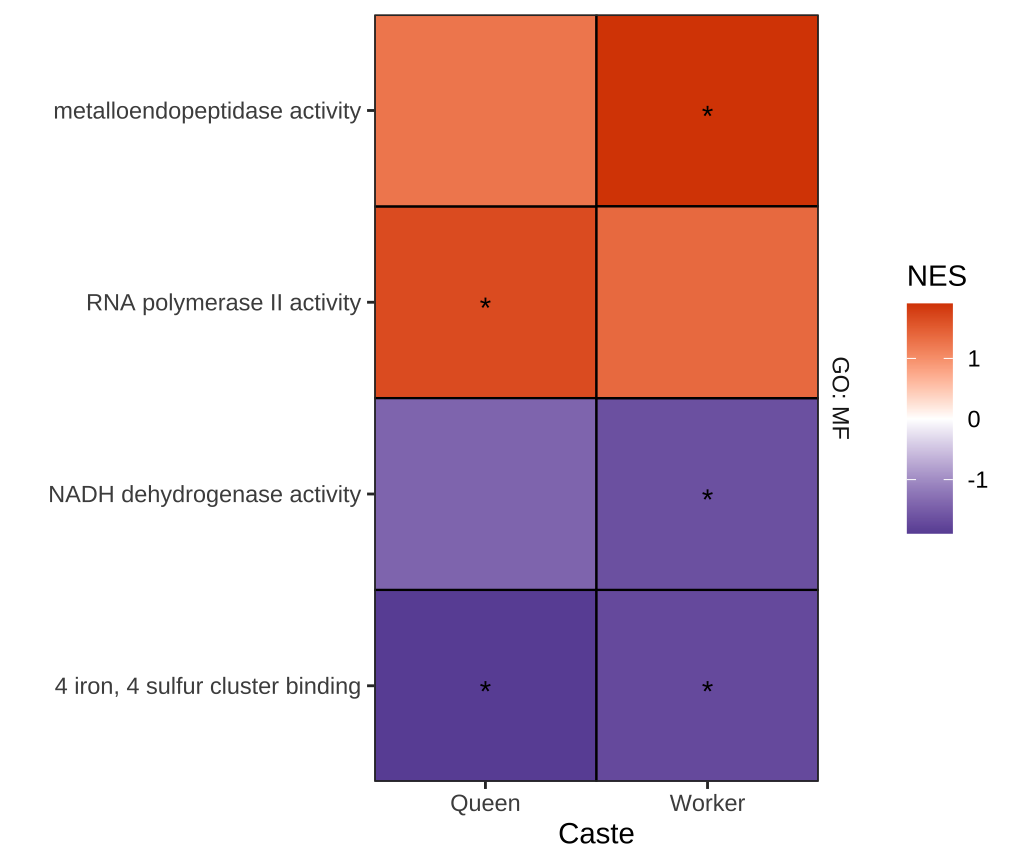 metalloendopeptidase activity
*
RNA polymerase II activity
*
NADH dehydrogenase activity
*
4 iron, 4 sulfur cluster binding
* *
Queen Worker
Caste
GO: MF
NES
1
0
-1